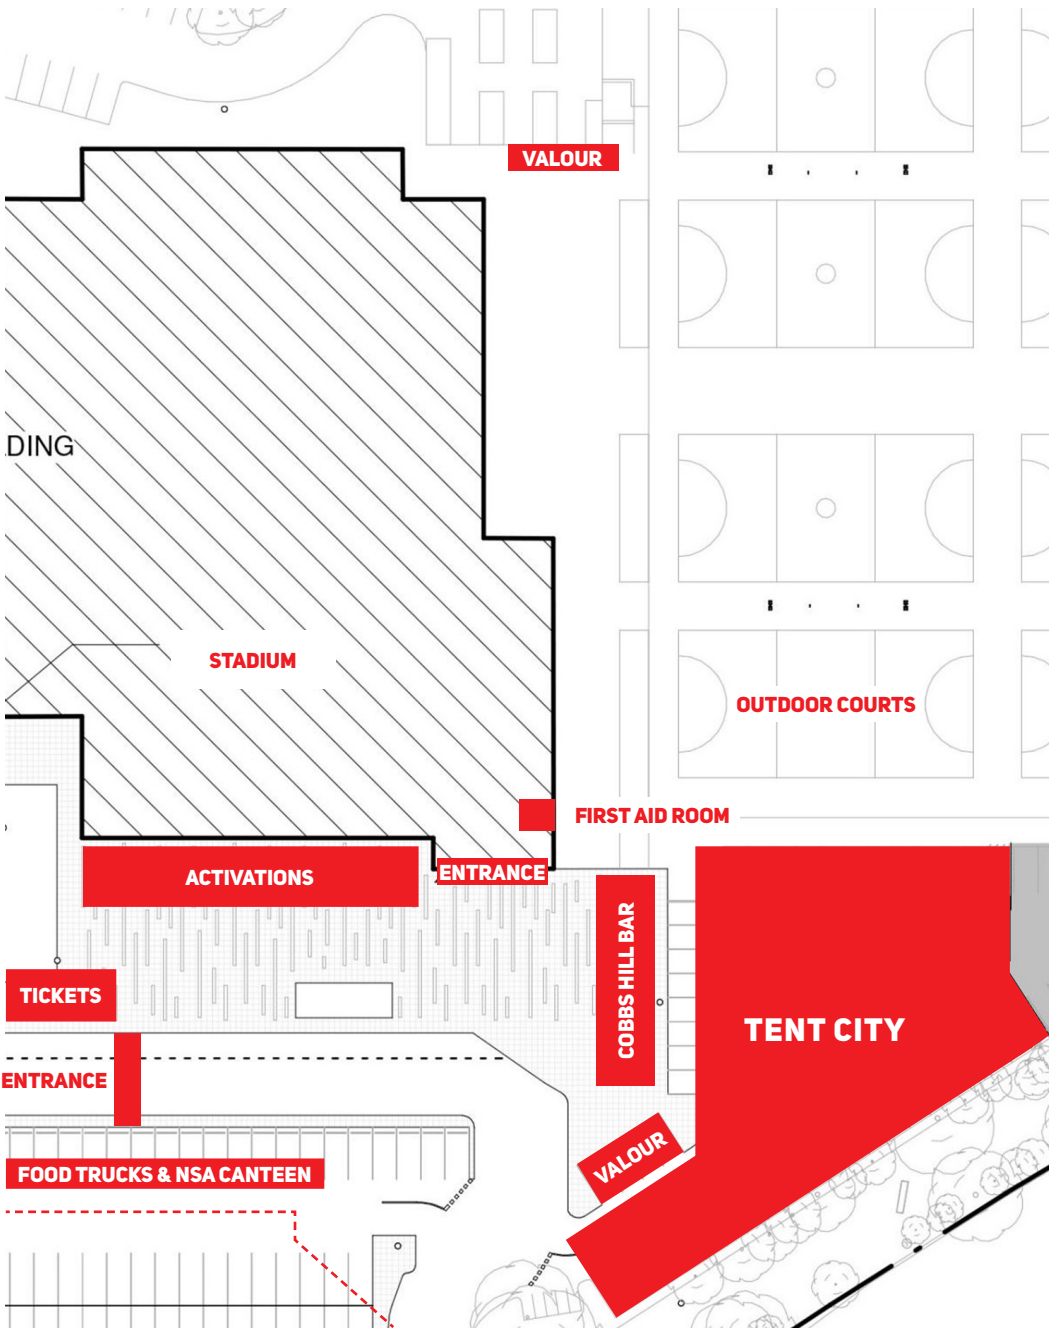 VALOUR
DING
STADIUM
OUTDOOR COURTS
FIRST AID ROOM
ENTRANCE
ACTIVATIONS
COBBS HILL BAR
TICKETS
TENT CITY
ENTRANCE
VALOUR
FOOD TRUCKS & NSA CANTEEN